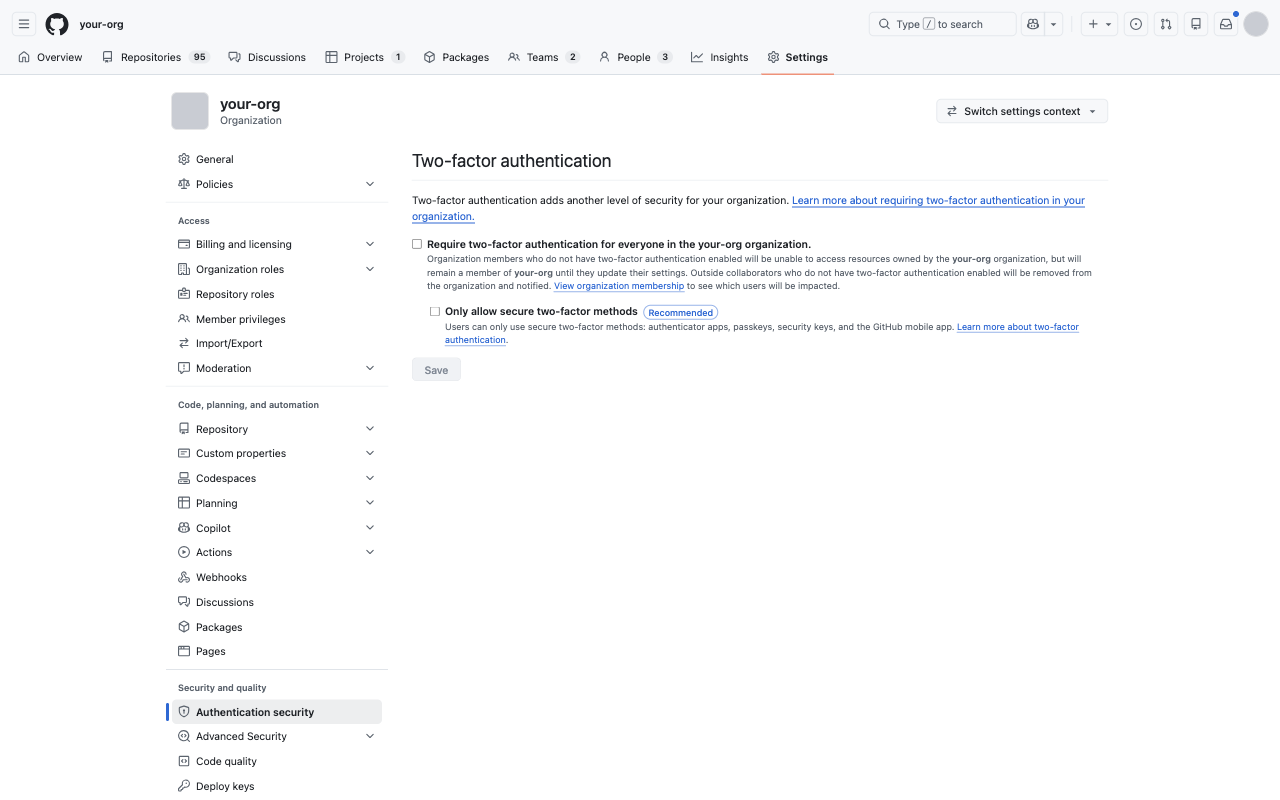 your-org
Type / to search
Overview
Repositories 95
Discussions
Projects 1
Packages
Teams 2
People 3
Insights
Settings
your-org
Organization
Switch settings context
General
Policies
Access
Billing and licensing
Organization roles
Repository roles
Member privileges
Import/Export
Moderation
Code, planning, and automation
Repository
Custom properties
Codespaces
Planning
Copilot
Actions
Webhooks
Discussions
Packages
Pages
Security and quality
Authentication security
Advanced Security
Code quality
Deploy keys
Two-factor authentication
Two-factor authentication adds another level of security for your organization. Learn more about requiring two-factor authentication in your
organization.
Require two-factor authentication for everyone in the your-org organization.
Organization members who do not have two-factor authentication enabled will be unable to access resources owned by the your-org organization, but will
remain a member of your-org until they update their settings. Outside collaborators who do not have two-factor authentication enabled will be removed from
the organization and notified. View organization membership to see which users will be impacted.
Only allow secure two-factor methods Recommended
Users can only use secure two-factor methods: authenticator apps, passkeys, security keys, and the GitHub mobile app. Learn more about two-factor
authentication.
Save